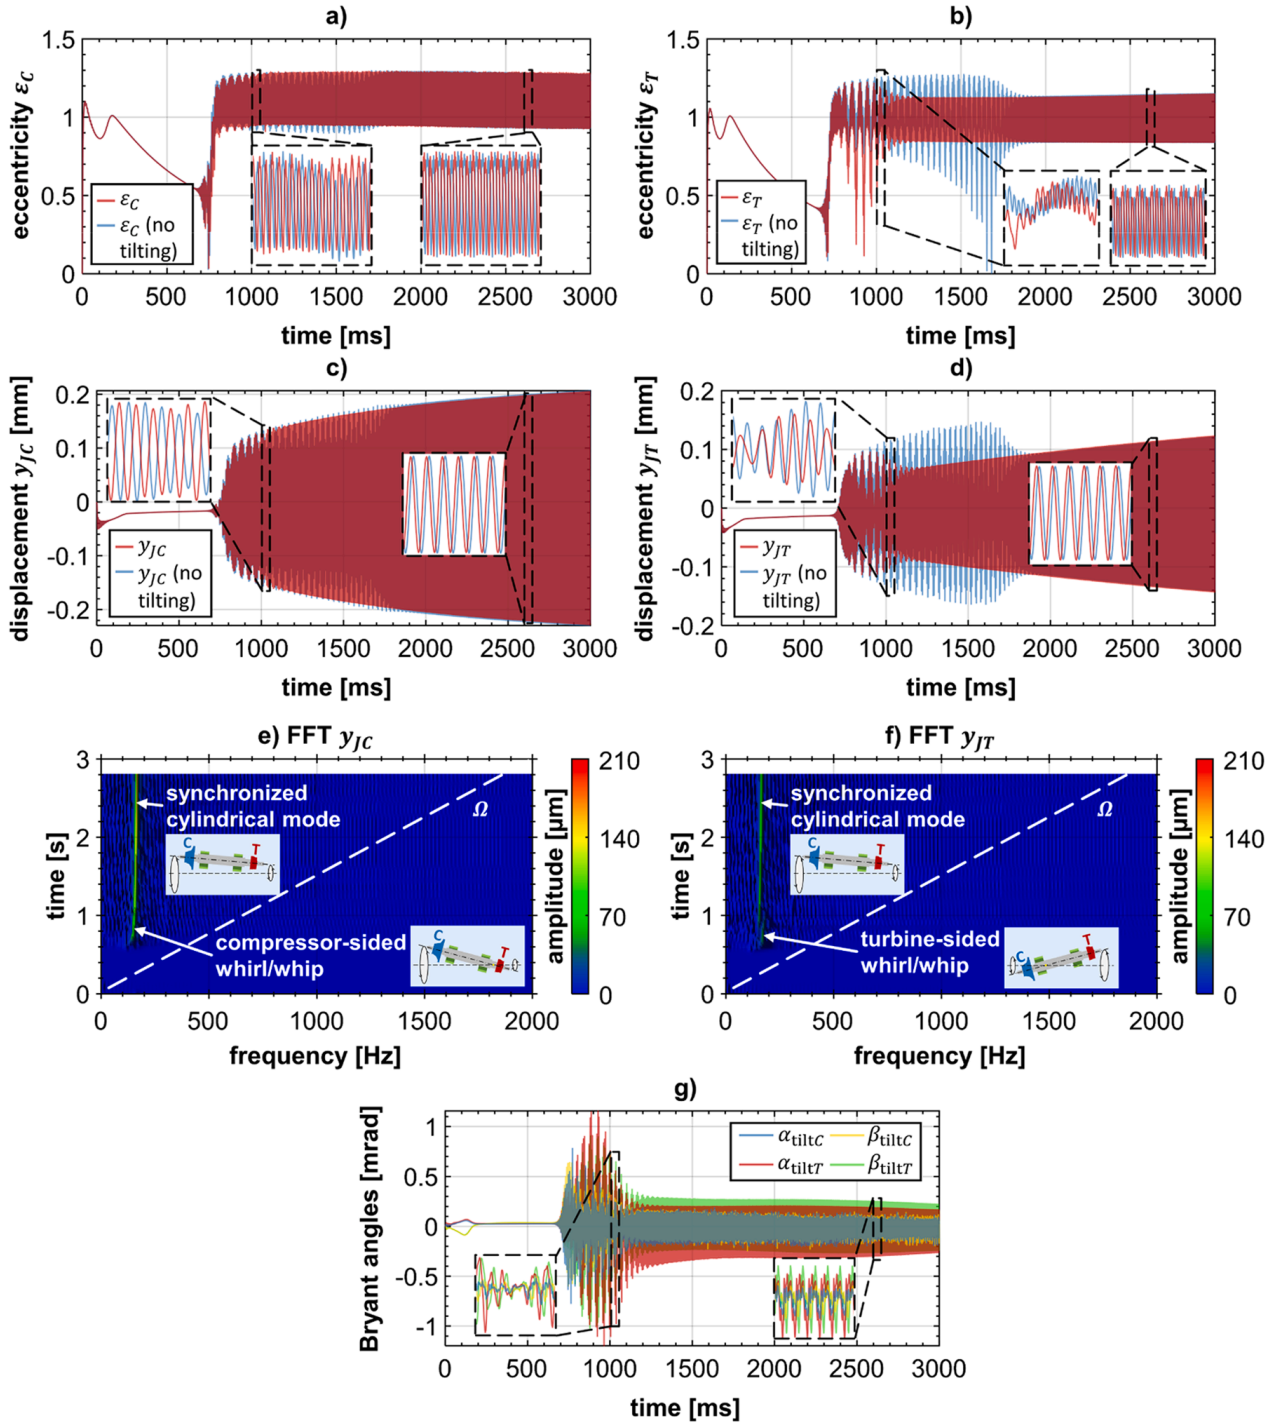 a)
eccentricity ε_C
1.5
1
0.5
0
ε_C
ε_C (no
tilting)
0 500 1000 1500 2000 2500 3000
time [ms]
b)
eccentricity ε_T
1.5
1
0.5
0
ε_T
ε_T (no
tilting)
0 500 1000 1500 2000 2500 3000
time [ms]
c)
displacement y_JC [mm]
0.2
0.1
0
-0.1
-0.2
y_JC
y_JC (no
tilting)
0 500 1000 1500 2000 2500 3000
time [ms]
d)
displacement y_JT [mm]
0.2
0.1
0
-0.1
-0.2
y_JT
y_JT (no
tilting)
0 500 1000 1500 2000 2500 3000
time [ms]
e) FFT y_JC
time [s]
3
2
1
0
synchronized
cylindrical mode
Ω
C T
compressor-sided
whirl/whip
C T
0 500 1000 1500 2000
frequency [Hz]
amplitude [µm]
210
140
70
0
f) FFT y_JT
time [s]
3
2
1
0
synchronized
cylindrical mode
Ω
C T
turbine-sided
whirl/whip
C T
0 500 1000 1500 2000
frequency [Hz]
amplitude [µm]
210
140
70
0
g)
Bryant angles [mrad]
1
0.5
0
-0.5
-1
α_tiltC β_tiltC
α_tiltT β_tiltT
0 500 1000 1500 2000 2500 3000
time [ms]